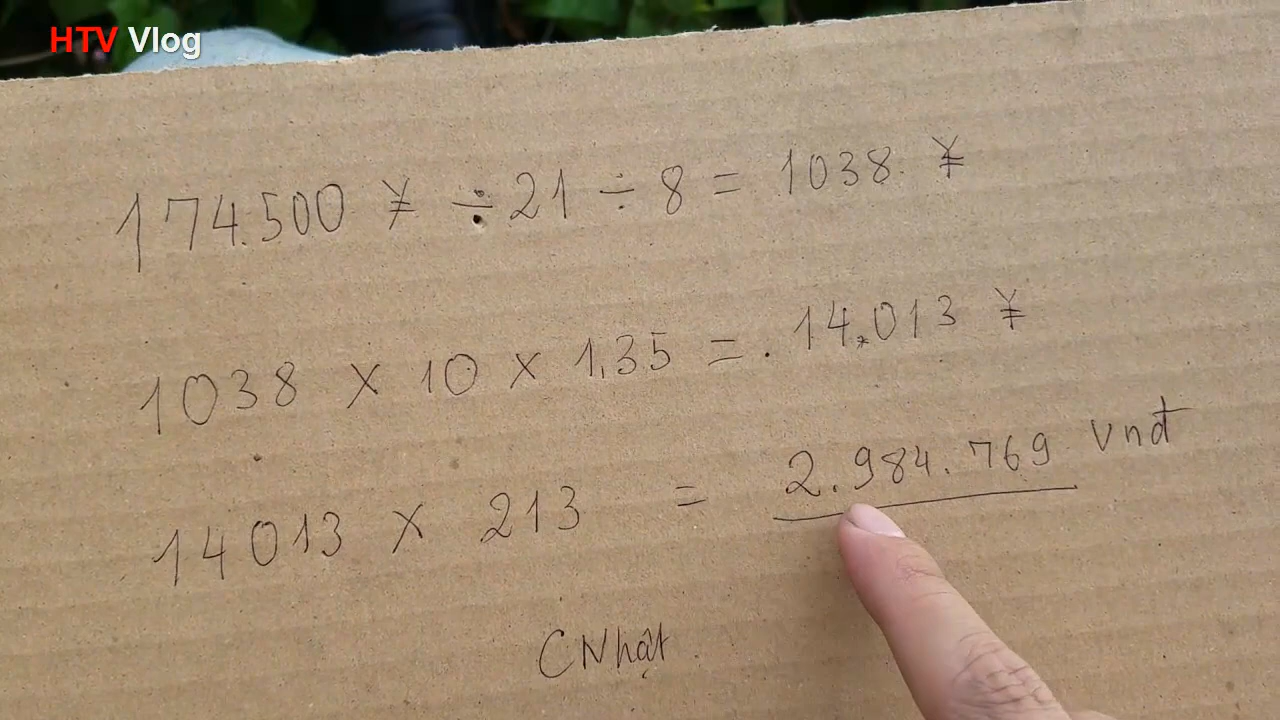 HTV Vlog
174.500 ¥ ÷ 21 ÷ 8 = 1038 ¥
1038 x 10 x 1,35 = 14.013 ¥
14013 x 213 = 2.984.769 vnđ
CNhật